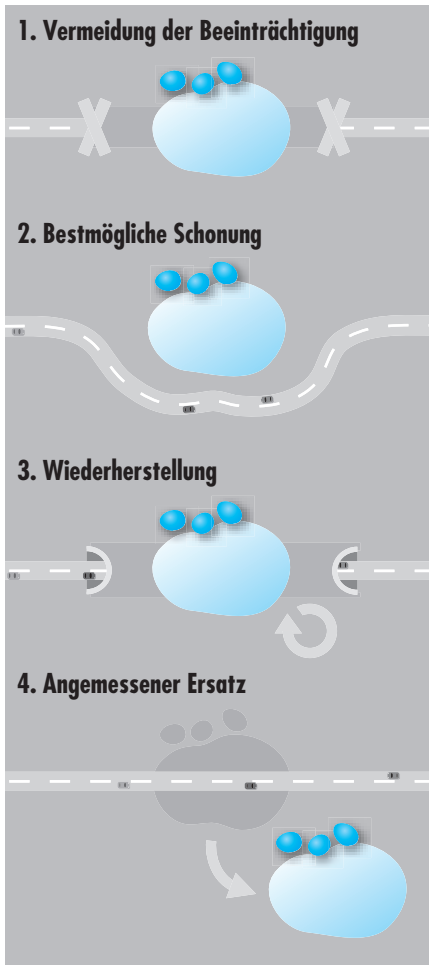 1. Vermeidung der Beeinträchtigung
2. Bestmögliche Schonung
3. Wiederherstellung
4. Angemessener Ersatz